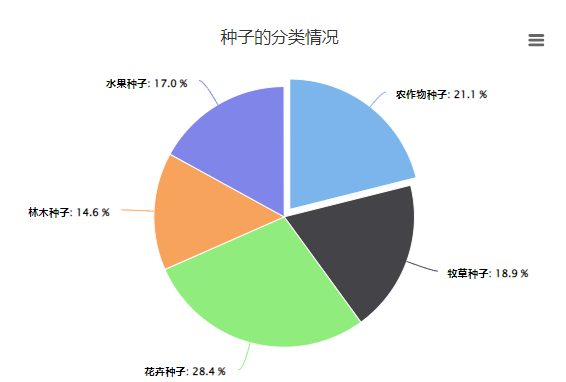 种子的分类情况
水果种子: 17.0 %
农作物种子: 21.1 %
林木种子: 14.6 %
牧草种子: 18.9 %
花卉种子: 28.4 %